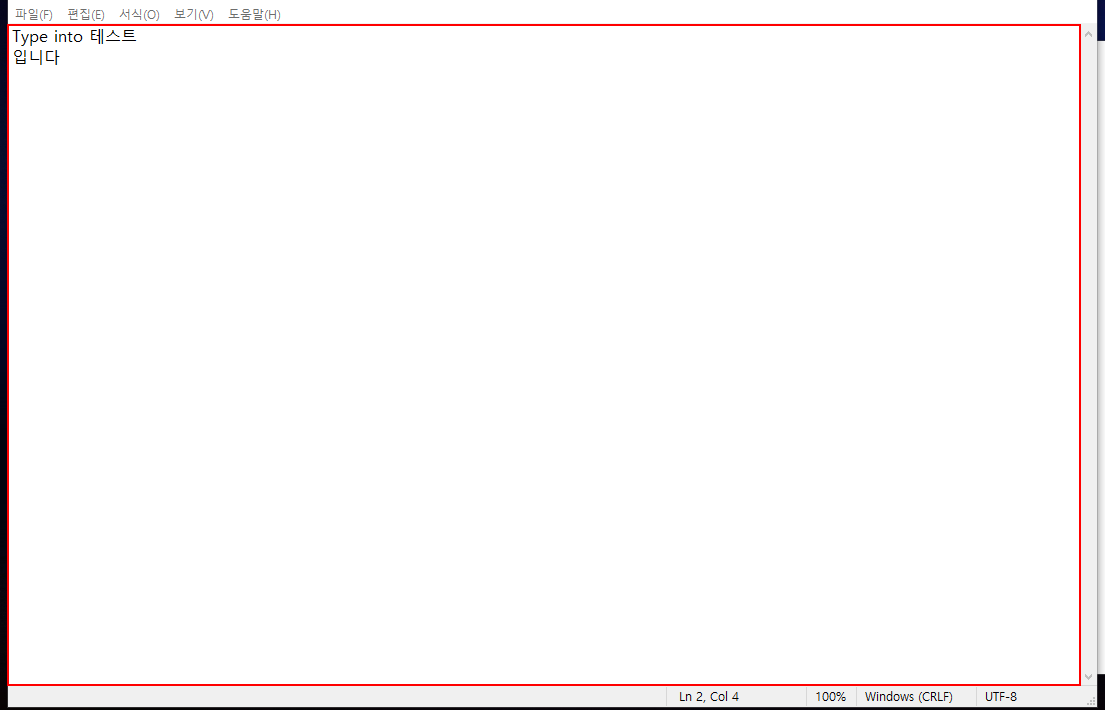 파일(F) 편집(E) 서식(O) 보기(V) 도움말(H)
Type into 테스트
입니다
Ln 2, Col 4 100% Windows (CRLF) UTF-8